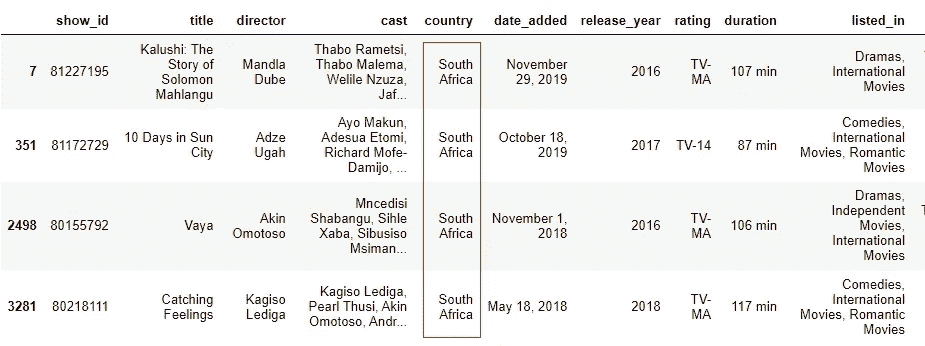 show_id title director cast country date_added release_year rating duration listed_in
7 81227195 Kalushi: The Story of Solomon Mahlangu Mandla Dube Thabo Rametsi, Thabo Malema, Welile Nzuza, Jaf... South Africa November 29, 2019 2016 TV-MA 107 min Dramas, International Movies
351 81172729 10 Days in Sun City Adze Ugah Ayo Makun, Adesua Etomi, Richard Mofe-Damijo, ... South Africa October 18, 2019 2017 TV-14 87 min Comedies, International Movies, Romantic Movies
2498 80155792 Vaya Akin Omotoso Mncedisi Shabangu, Sihle Xaba, Sibusiso Msiman... South Africa November 1, 2018 2016 TV-MA 106 min Dramas, Independent Movies, International Movies
3281 80218111 Catching Feelings Kagiso Lediga Kagiso Lediga, Pearl Thusi, Akin Omotoso, Andr... South Africa May 18, 2018 2018 TV-MA 117 min Comedies, International Movies, Romantic Movies